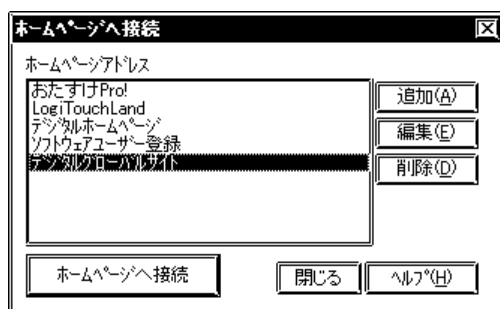 ﾎｰﾑﾍﾟｰｼﾞへ接続
ﾎｰﾑﾍﾟｰｼﾞｱﾄﾞﾚｽ
おたすけPro!
LogiTouchLand
ﾃﾞｼﾞﾀﾙﾎｰﾑﾍﾟｰｼﾞ
ｿﾌﾄｳｪｱﾕｰｻﾞｰ登録
ﾃﾞｼﾞﾀﾙｸﾞﾛｰﾊﾞﾙｻｲﾄ
追加(A)
編集(E)
削除(D)
ﾎｰﾑﾍﾟｰｼﾞへ接続
閉じる
ﾍﾙﾌﾟ(H)